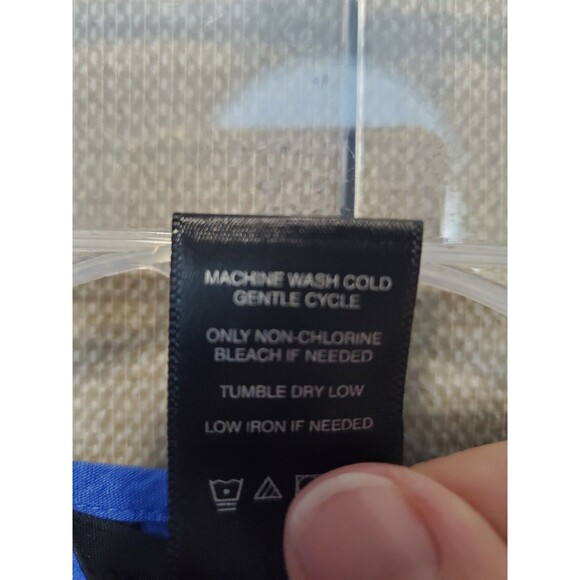 MACHINE WASH COLD
GENTLE CYCLE
ONLY NON-CHLORINE
BLEACH IF NEEDED
TUMBLE DRY LOW
LOW IRON IF NEEDED